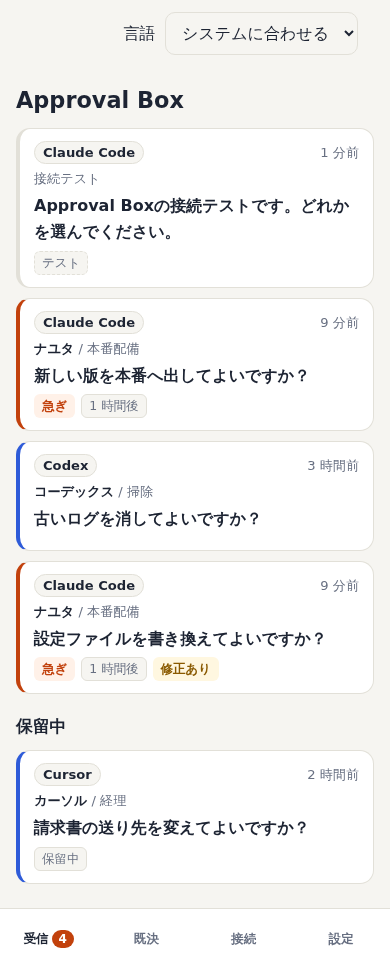 言語 システムに合わせる
Approval Box
Claude Code 1 分前
接続テスト
Approval Boxの接続テストです。どれか
を選んでください。
テスト
Claude Code 9 分前
ナユタ / 本番配備
新しい版を本番へ出してよいですか？
急ぎ 1 時間後
Codex 3 時間前
コーデックス / 掃除
古いログを消してよいですか？
Claude Code 9 分前
ナユタ / 本番配備
設定ファイルを書き換えてよいですか？
急ぎ 1 時間後 修正あり
保留中
Cursor 2 時間前
カーソル / 経理
請求書の送り先を変えてよいですか？
保留中
受信 4 既決 接続 設定